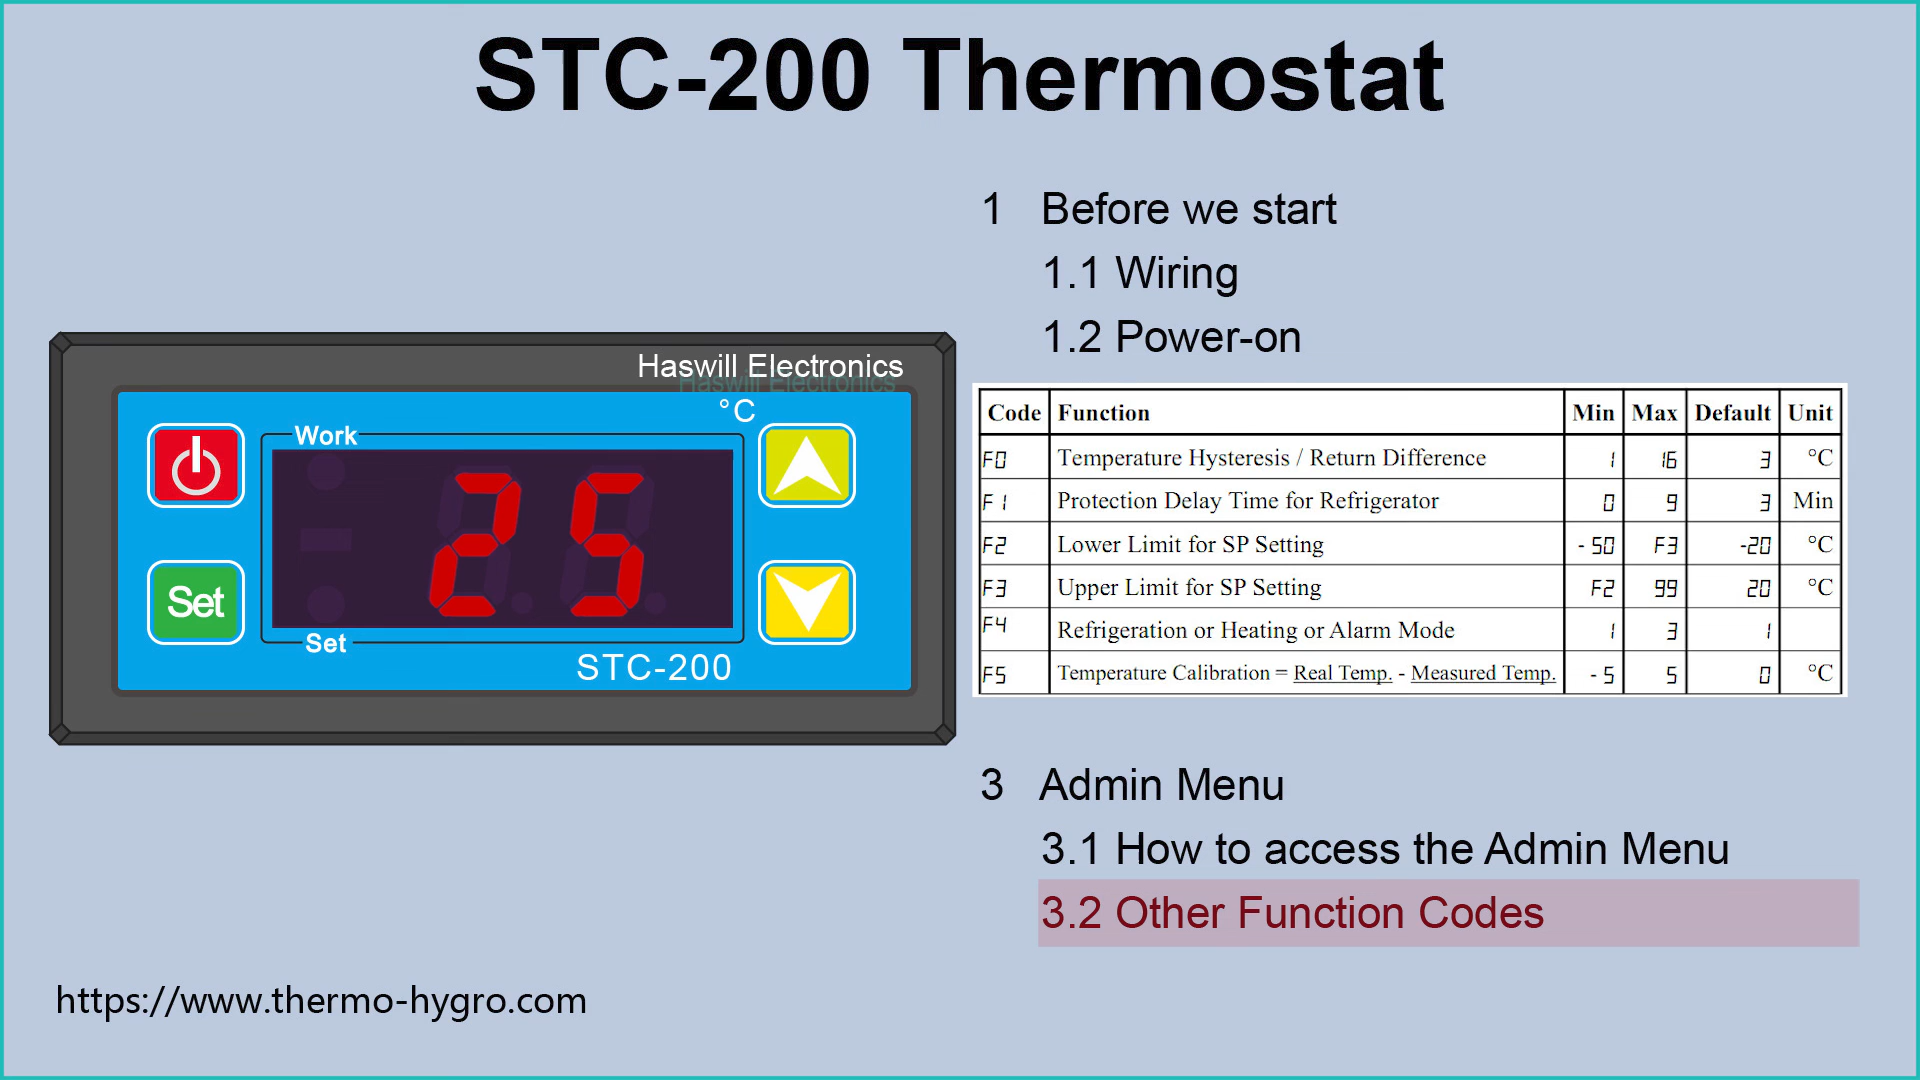 STC-200 Thermostat
1 Before we start
1.1 Wiring
1.2 Power-on
Haswill Electronics
Haswill Electronics
°C
Work
25
Set
Set
STC-200
Code Function Min Max Default Unit
F0 Temperature Hysteresis / Return Difference 1 16 3 °C
F1 Protection Delay Time for Refrigerator 0 9 3 Min
F2 Lower Limit for SP Setting -50 F3 -20 °C
F3 Upper Limit for SP Setting F2 99 20 °C
F4 Refrigeration or Heating or Alarm Mode 1 3 1
F5 Temperature Calibration = Real Temp. - Measured Temp. -5 5 0 °C
3 Admin Menu
3.1 How to access the Admin Menu
3.2 Other Function Codes
https://www.thermo-hygro.com